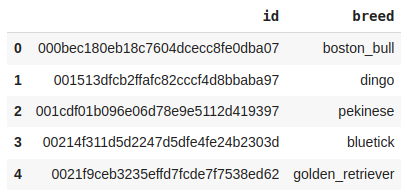 id breed
0 000bec180eb18c7604dcecc8fe0dba07 boston_bull
1 001513dfcb2ffafc82cccf4d8bbaba97 dingo
2 001cdf01b096e06d78e9e5112d419397 pekinese
3 00214f311d5d2247d5dfe4fe24b2303d bluetick
4 0021f9ceb3235effd7fcde7f7538ed62 golden_retriever